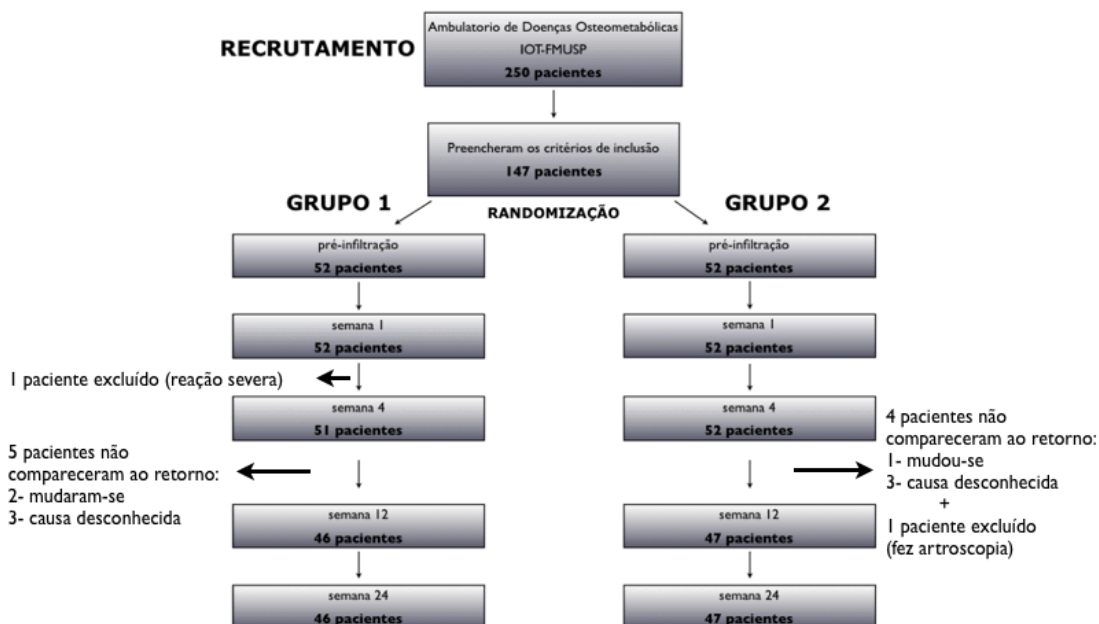 RECRUTAMENTO
Ambulatorio de Doenças Osteometabólicas
IOT-FMUSP
250 pacientes
Preencheram os critérios de inclusão
147 pacientes
GRUPO 1
RANDOMIZAÇÃO
GRUPO 2
pré-infiltração
52 pacientes
pré-infiltração
52 pacientes
semana 1
52 pacientes
semana 1
52 pacientes
1 paciente excluído (reação severa)
semana 4
51 pacientes
semana 4
52 pacientes
5 pacientes não
compareceram ao retorno:
2- mudaram-se
3- causa desconhecida
4 pacientes não
compareceram ao retorno:
1- mudou-se
3- causa desconhecida
+
1 paciente excluído
(fez artroscopia)
semana 12
46 pacientes
semana 12
47 pacientes
semana 24
46 pacientes
semana 24
47 pacientes